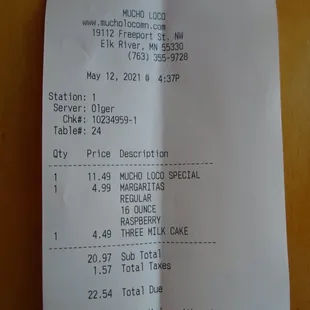 MUCHO LOCO
www.mucholocomn.com
19112 Freeport St. NW
Elk River, MN 55330
(763) 355-9728
May 12, 2021 @ 4:37P
Station: 1
Server: Olger
Chk#: 10234959-1
Table#: 24
Qty Price Description
1 11.49 MUCHO LOCO SPECIAL
1 4.99 MARGARITAS
REGULAR
16 OUNCE
RASPBERRY
1 4.49 THREE MILK CAKE
20.97 Sub Total
1.57 Total Taxes
22.54 Total Due